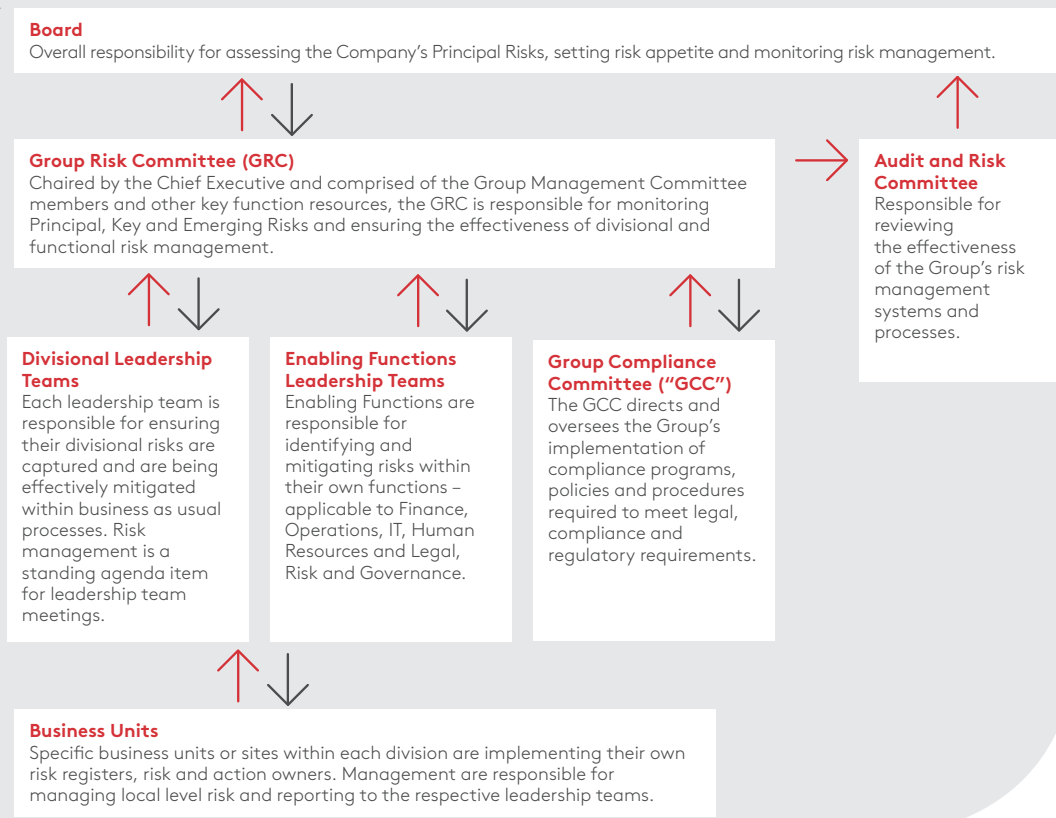 Board
Overall responsibility for assessing the Company’s Principal Risks, setting risk appetite and monitoring risk management.
Group Risk Committee (GRC)
Chaired by the Chief Executive and comprised of the Group Management Committee
members and other key function resources, the GRC is responsible for monitoring
Principal, Key and Emerging Risks and ensuring the effectiveness of divisional and
functional risk management.
Audit and Risk
Committee
Responsible for
reviewing
the effectiveness
of the Group’s risk
management
systems and
processes.
Divisional Leadership
Teams
Each leadership team is
responsible for ensuring
their divisional risks are
captured and are being
effectively mitigated
within business as usual
processes. Risk
management is a
standing agenda item
for leadership team
meetings.
Enabling Functions
Leadership Teams
Enabling Functions are
responsible for
identifying and
mitigating risks within
their own functions –
applicable to Finance,
Operations, IT, Human
Resources and Legal,
Risk and Governance.
Group Compliance
Committee (“GCC”)
The GCC directs and
oversees the Group’s
implementation of
compliance programs,
policies and procedures
required to meet legal,
compliance and
regulatory requirements.
Business Units
Specific business units or sites within each division are implementing their own
risk registers, risk and action owners. Management are responsible for
managing local level risk and reporting to the respective leadership teams.